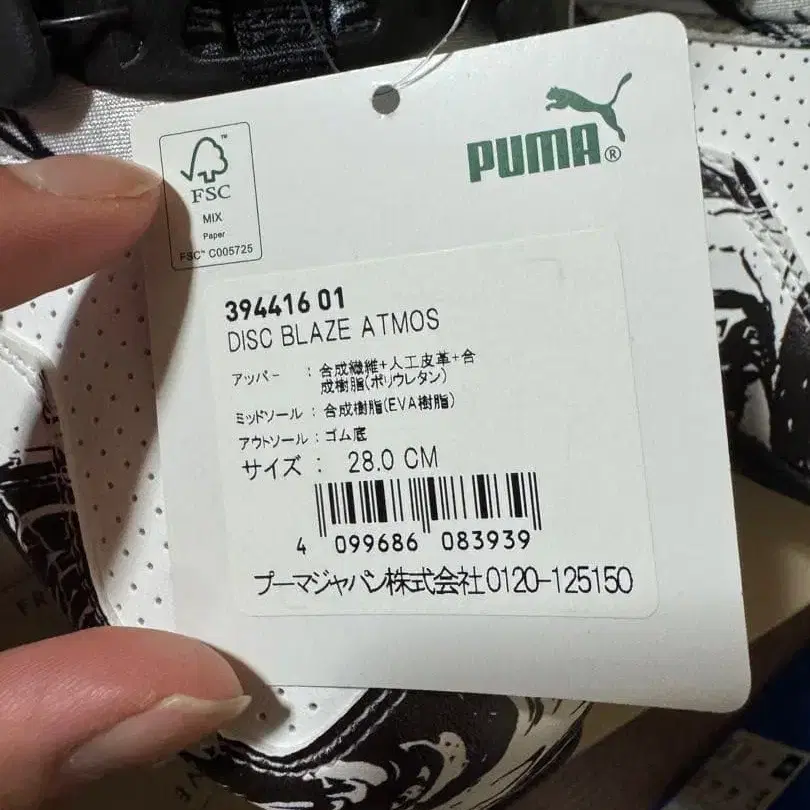 PUMA®
FSC™
MIX
Paper
FSC™ C005725
394416 01
DISC BLAZE ATMOS
アッパー : 合成繊維+人工皮革+合
成樹脂(ポリウレタン)
ミッドソール : 合成樹脂(EVA樹脂)
アウトソール : ゴム底
サイズ : 28.0 CM
4 099686 083939
プーマジャパン株式会社0120-125150